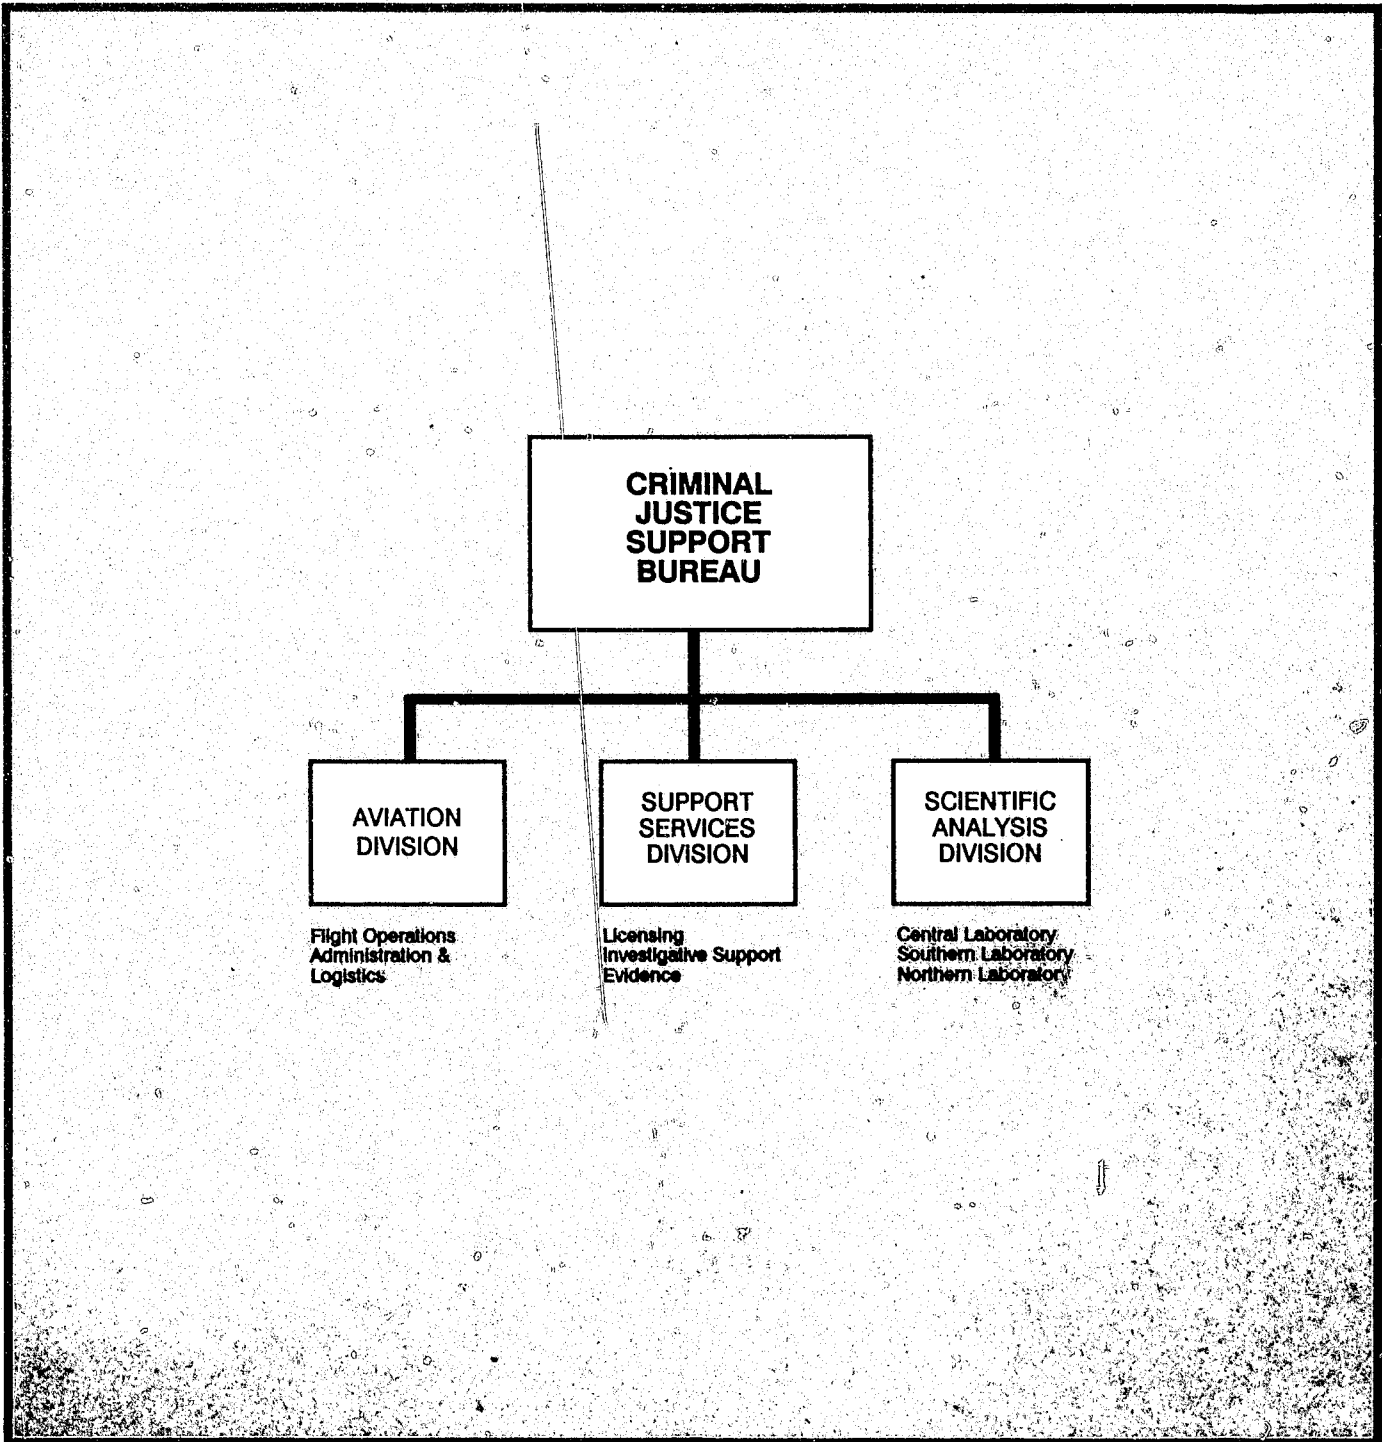 CRIMINAL
JUSTICE
SUPPORT
BUREAU
AVIATION
DIVISION
Flight Operations
Administration &
Logistics
SUPPORT
SERVICES
DIVISION
Licensing
Investigative Support
Evidence
SCIENTIFIC
ANALYSIS
DIVISION
Central Laboratory
Southern Laboratory
Northern Laboratory